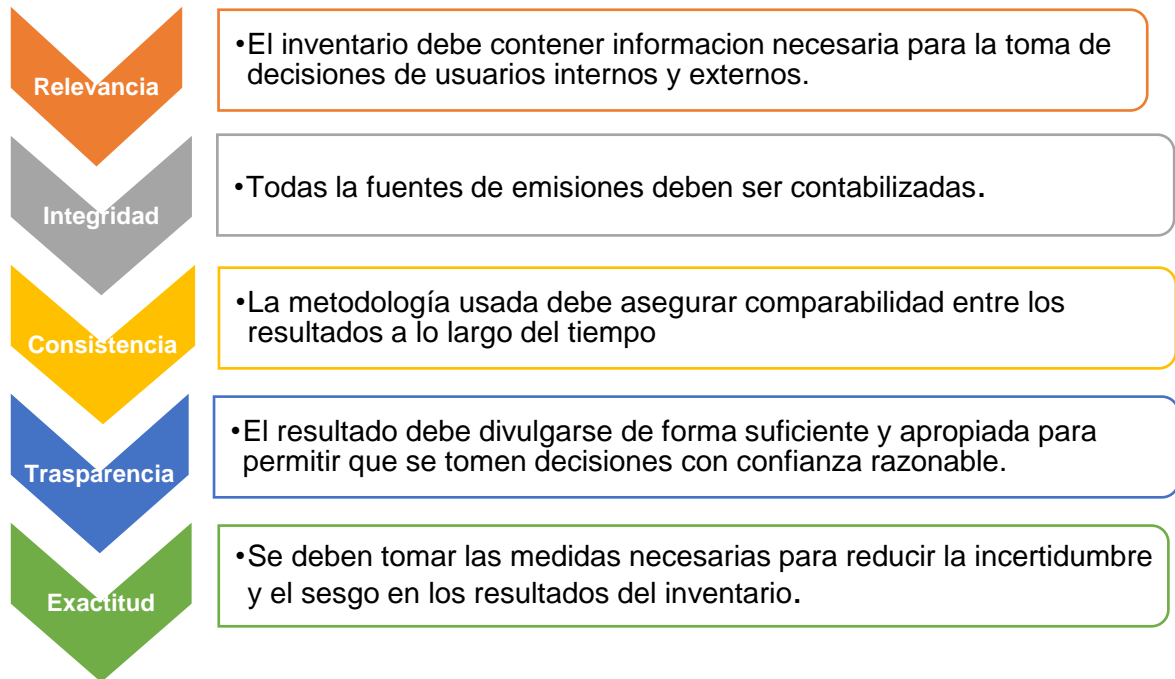 Relevancia
•El inventario debe contener informacion necesaria para la toma de
decisiones de usuarios internos y externos.
Integridad
•Todas la fuentes de emisiones deben ser contabilizadas.
Consistencia
•La metodología usada debe asegurar comparabilidad entre los
resultados a lo largo del tiempo
Trasparencia
•El resultado debe divulgarse de forma suficiente y apropiada para
permitir que se tomen decisiones con confianza razonable.
Exactitud
•Se deben tomar las medidas necesarias para reducir la incertidumbre
y el sesgo en los resultados del inventario.